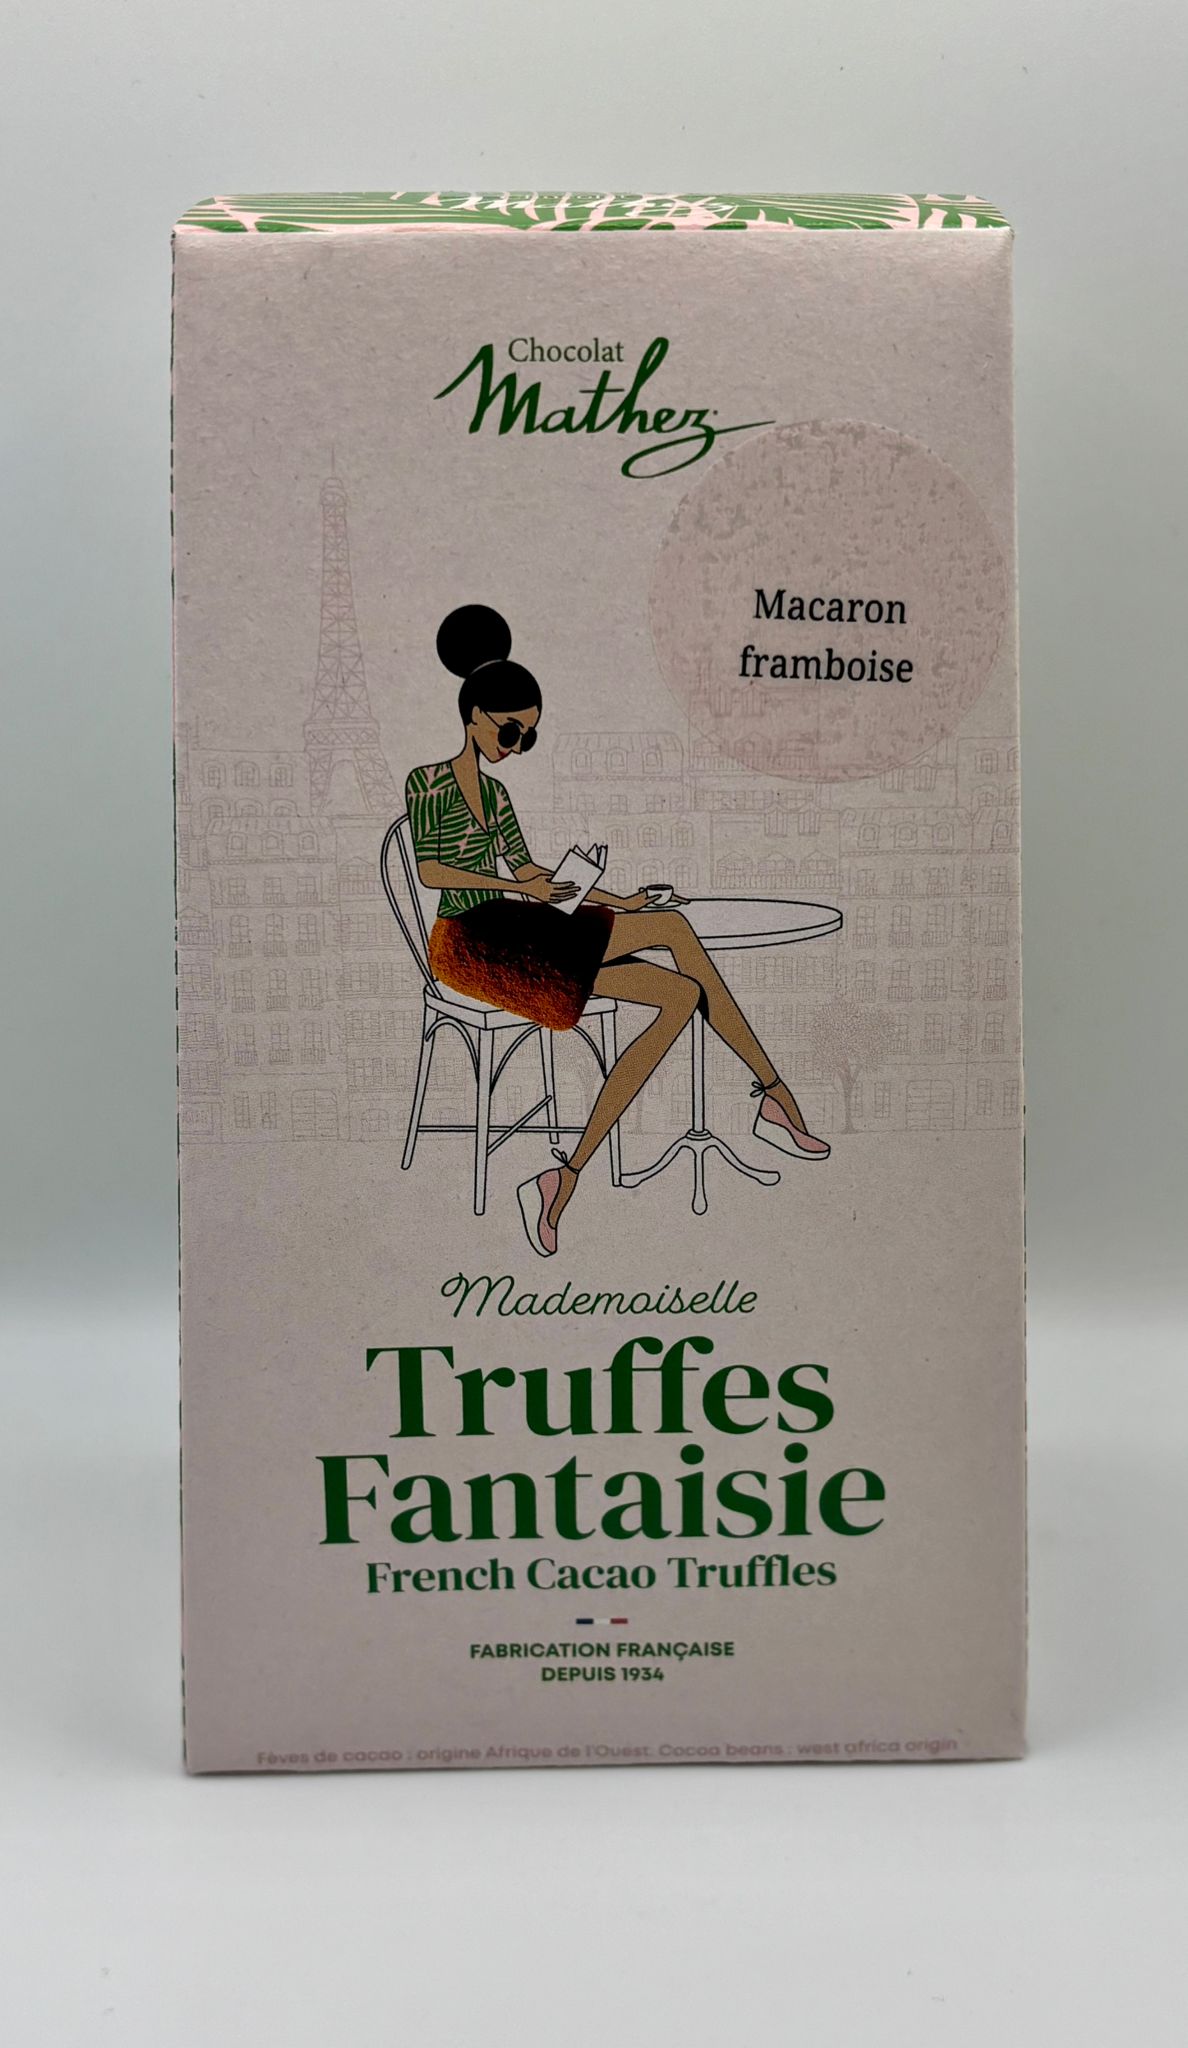 Chocolat
Mathez
Macaron
framboise
Mademoiselle
Truffes
Fantaisie
French Cacao Truffles
FABRICATION FRANÇAISE
DEPUIS 1934
Fèves de cacao : origine Afrique de l'Ouest. Cocoa beans : west africa origin